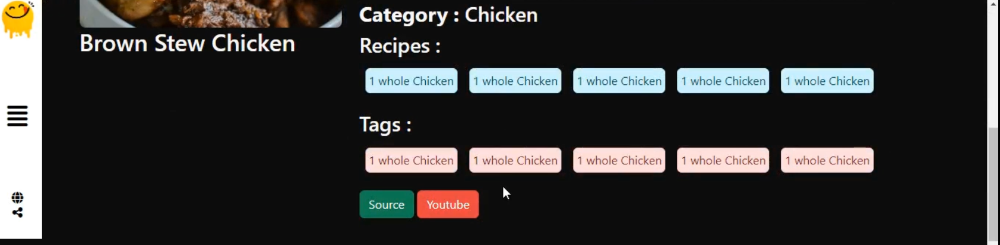 Category : Chicken
Brown Stew Chicken
Recipes :
1 whole Chicken 1 whole Chicken 1 whole Chicken 1 whole Chicken 1 whole Chicken
Tags :
1 whole Chicken 1 whole Chicken 1 whole Chicken 1 whole Chicken 1 whole Chicken
Source Youtube